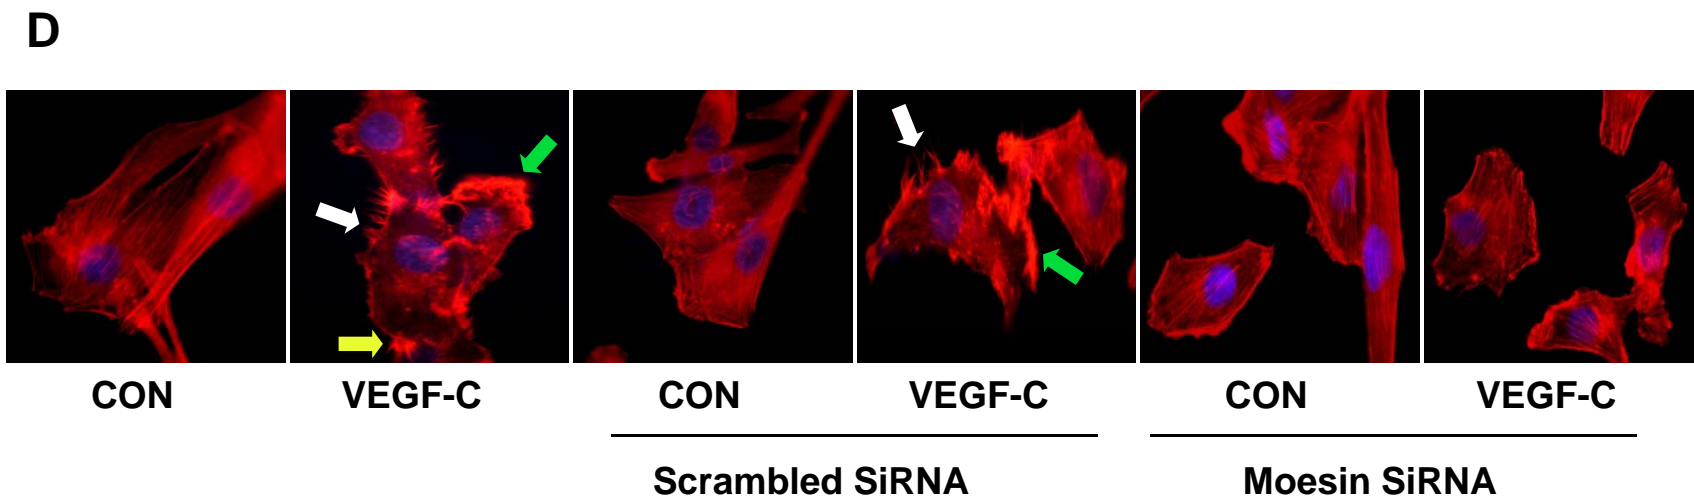 D
CON VEGF-C CON VEGF-C CON VEGF-C
Scrambled SiRNA Moesin SiRNA